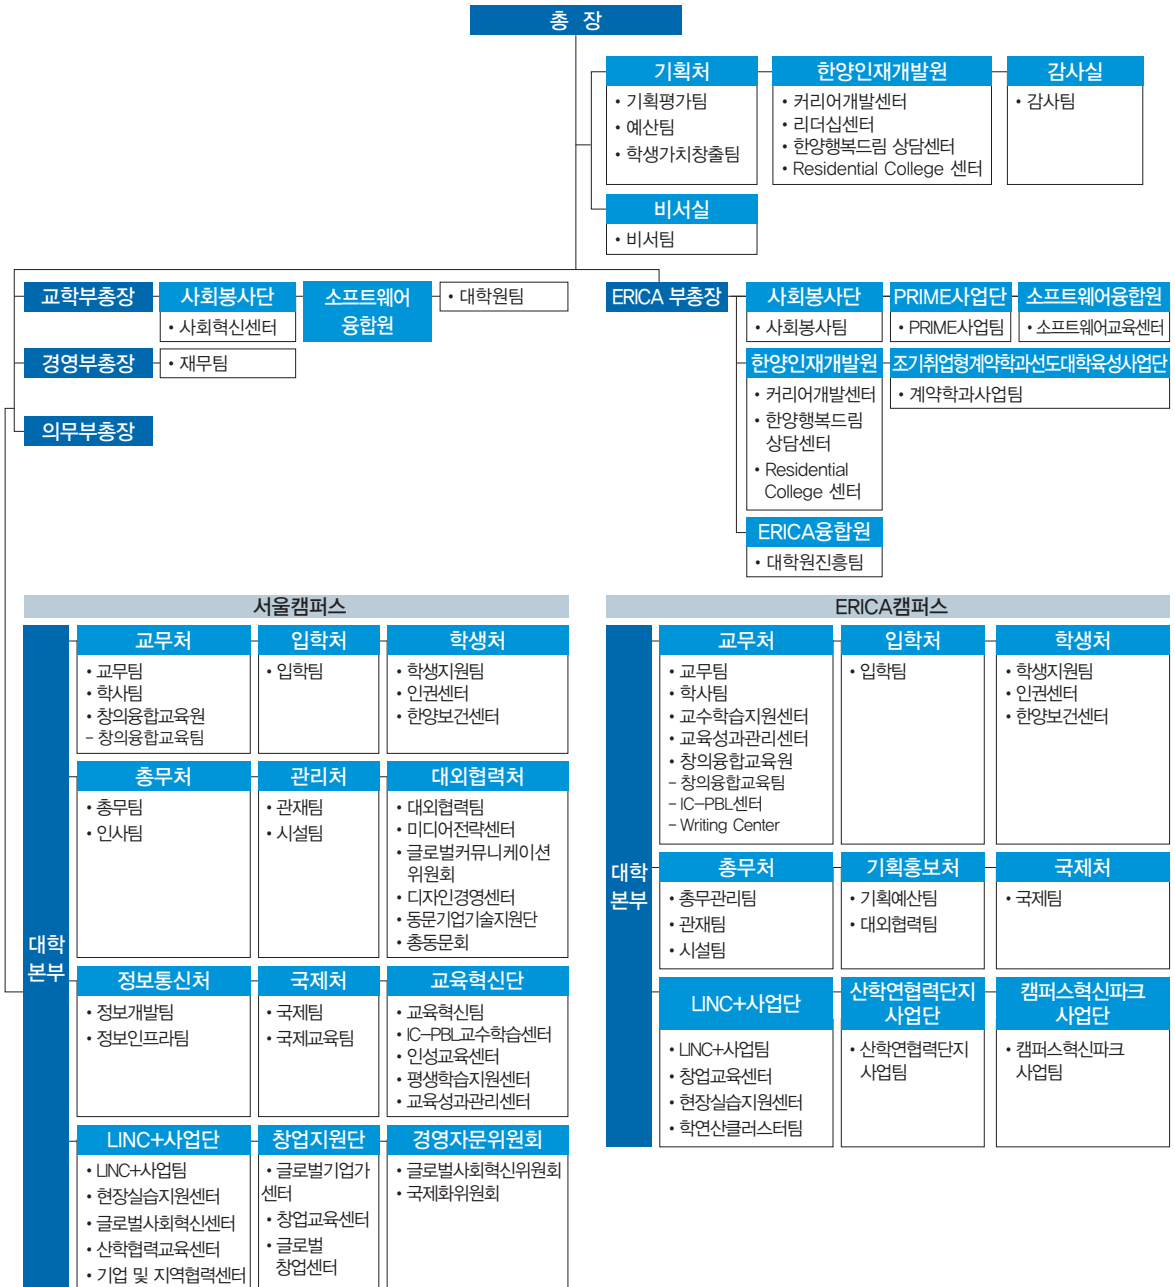 총 장
기획처
• 기획평가팀
• 예산팀
• 학생가치창출팀
한양인재개발원
• 커리어개발센터
• 리더십센터
• 한양행복드림 상담센터
• Residential College 센터
감사실
• 감사팀
비서실
• 비서팀
교학부총장
사회봉사단
• 사회혁신센터
소프트웨어
융합원
• 대학원팀
경영부총장
• 재무팀
의무부총장
ERICA 부총장
사회봉사단
• 사회봉사팀
PRIME사업단
• PRIME사업팀
소프트웨어융합원
• 소프트웨어교육센터
한양인재개발원
• 커리어개발센터
• 한양행복드림
상담센터
• Residential
College 센터
조기취업형계약학과선도대학육성사업단
• 계약학과사업팀
ERICA융합원
• 대학원진흥팀
서울캠퍼스
대학
본부
교무처
• 교무팀
• 학사팀
• 창의융합교육원
– 창의융합교육팀
입학처
• 입학팀
학생처
• 학생지원팀
• 인권센터
• 한양보건센터
총무처
• 총무팀
• 인사팀
관리처
• 관재팀
• 시설팀
대외협력처
• 대외협력팀
• 미디어전략센터
• 글로벌커뮤니케이션
위원회
• 디자인경영센터
• 동문기업기술지원단
• 총동문회
정보통신처
• 정보개발팀
• 정보인프라팀
국제처
• 국제팀
• 국제교육팀
교육혁신단
• 교육혁신팀
• IC–PBL교수학습센터
• 인성교육센터
• 평생학습지원센터
• 교육성과관리센터
LINC+사업단
• LINC+사업팀
• 현장실습지원센터
• 글로벌사회혁신센터
• 산학협력교육센터
• 기업 및 지역협력센터
창업지원단
• 글로벌기업가
센터
• 창업교육센터
• 글로벌
창업센터
경영자문위원회
• 글로벌사회혁신위원회
• 국제화위원회
ERICA캠퍼스
대학
본부
교무처
• 교무팀
• 학사팀
• 교수학습지원센터
• 교육성과관리센터
• 창의융합교육원
– 창의융합교육팀
– IC–PBL센터
– Writing Center
입학처
• 입학팀
학생처
• 학생지원팀
• 인권센터
• 한양보건센터
총무처
• 총무관리팀
• 관재팀
• 시설팀
기획홍보처
• 기획예산팀
• 대외협력팀
국제처
• 국제팀
LINC+사업단
• LINC+사업팀
• 창업교육센터
• 현장실습지원센터
• 학연산클러스터팀
산학연협력단지
사업단
• 산학연협력단지
사업팀
캠퍼스혁신파크
사업단
• 캠퍼스혁신파크
사업팀